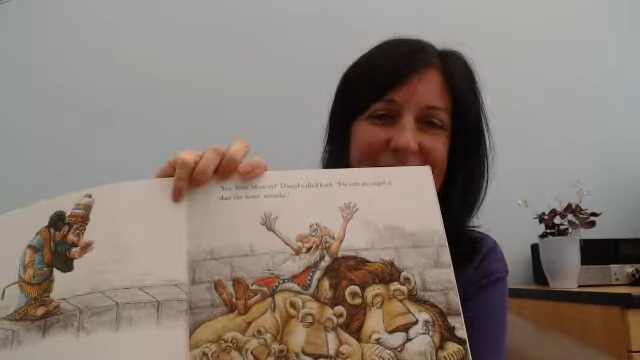 "Yes, Your Majesty!" Daniel called back. "He sent an angel to
shut the lions' mouths."